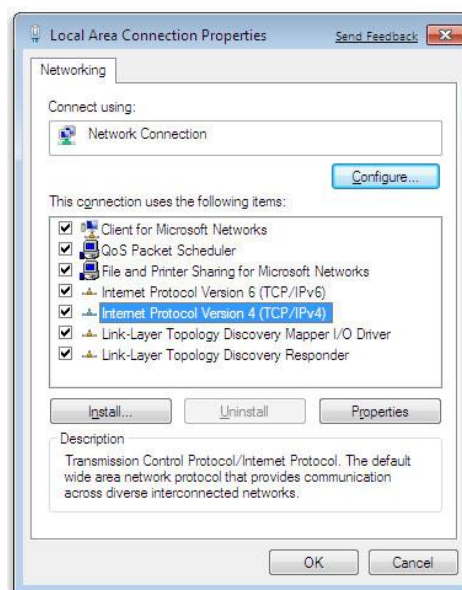 Local Area Connection Properties Send Feedback
Networking
Connect using:
Network Connection
Configure...
This connection uses the following items:
Client for Microsoft Networks
QoS Packet Scheduler
File and Printer Sharing for Microsoft Networks
Internet Protocol Version 6 (TCP/IPv6)
Internet Protocol Version 4 (TCP/IPv4)
Link-Layer Topology Discovery Mapper I/O Driver
Link-Layer Topology Discovery Responder
Install... Uninstall Properties
Description
Transmission Control Protocol/Internet Protocol. The default
wide area network protocol that provides communication
across diverse interconnected networks.
OK Cancel